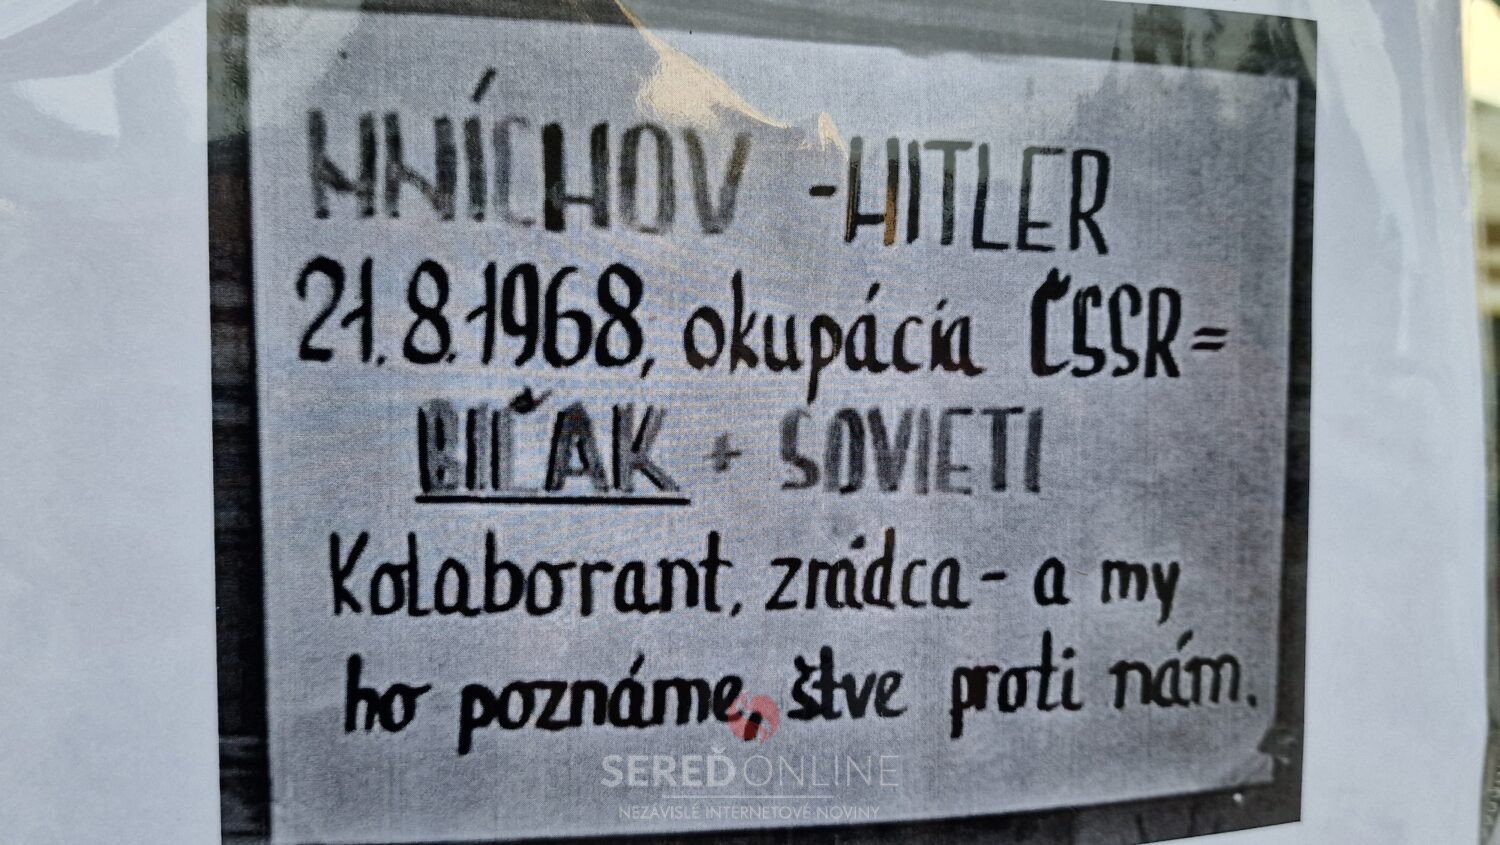 MNÍCHOV - HITLER
21.8.1968, okupácia ČSSR =
BIĽAK + SOVIETI
Kolaborant, zrádca - a my
ho poznáme, štve proti nám.
SEREĎONLINE
NEZÁVISLÉ INTERNETOVÉ NOVINY